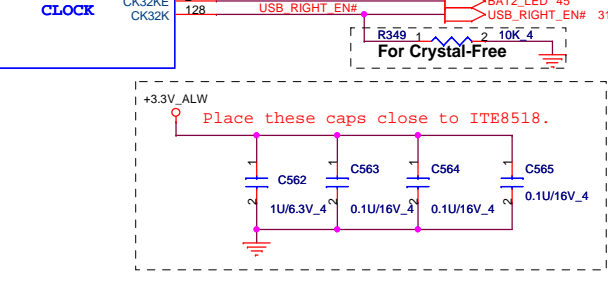 CK32KE BAT2_LED 45
CLOCK CK32K 128 USB_RIGHT_EN# USB_RIGHT_EN# 31
R349 1 2 10K_4
For Crystal-Free
+3.3V_ALW
Place these caps close to ITE8518.
1 1 1 1
C562 C563 C564 C565
2 2 2 2
1U/6.3V_4 0.1U/16V_4 0.1U/16V_4 0.1U/16V_4